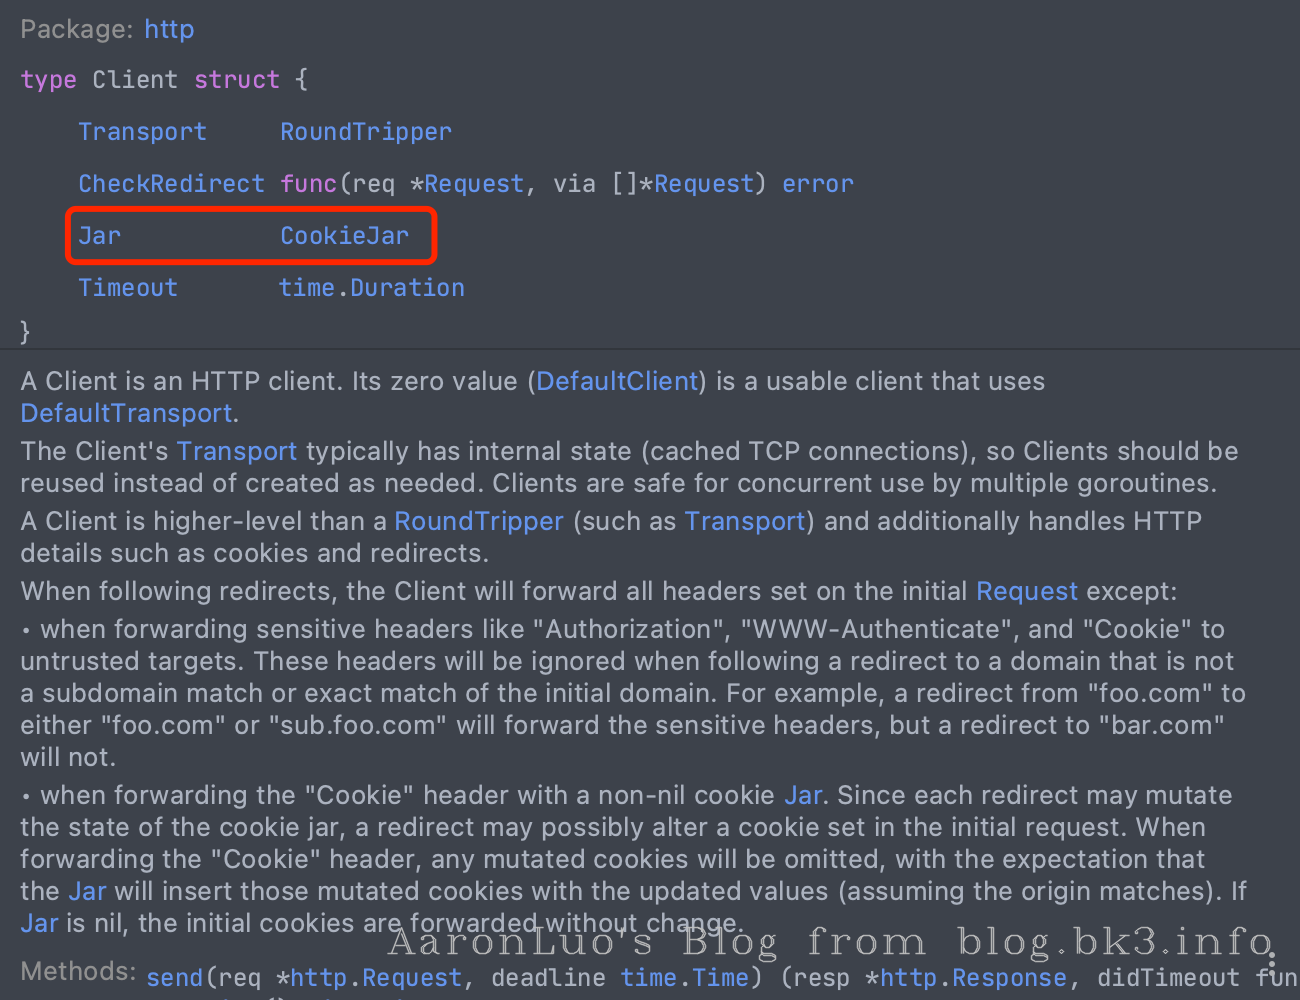 Package: http
type Client struct {
Transport RoundTripper
CheckRedirect func(req *Request, via []*Request) error
Jar CookieJar
Timeout time.Duration
}
A Client is an HTTP client. Its zero value (DefaultClient) is a usable client that uses
DefaultTransport.
The Client's Transport typically has internal state (cached TCP connections), so Clients should be
reused instead of created as needed. Clients are safe for concurrent use by multiple goroutines.
A Client is higher-level than a RoundTripper (such as Transport) and additionally handles HTTP
details such as cookies and redirects.
When following redirects, the Client will forward all headers set on the initial Request except:
• when forwarding sensitive headers like "Authorization", "WWW-Authenticate", and "Cookie" to
untrusted targets. These headers will be ignored when following a redirect to a domain that is not
a subdomain match or exact match of the initial domain. For example, a redirect from "foo.com" to
either "foo.com" or "sub.foo.com" will forward the sensitive headers, but a redirect to "bar.com"
will not.
• when forwarding the "Cookie" header with a non-nil cookie Jar. Since each redirect may mutate
the state of the cookie jar, a redirect may possibly alter a cookie set in the initial request. When
forwarding the "Cookie" header, any mutated cookies will be omitted, with the expectation that
the Jar will insert those mutated cookies with the updated values (assuming the origin matches). If
Jar is nil, the initial cookies are forwarded without change.
AaronLuo's Blog from blog.bk3.info
Methods: send(req *http.Request, deadline time.Time) (resp *http.Response, didTimeout fun